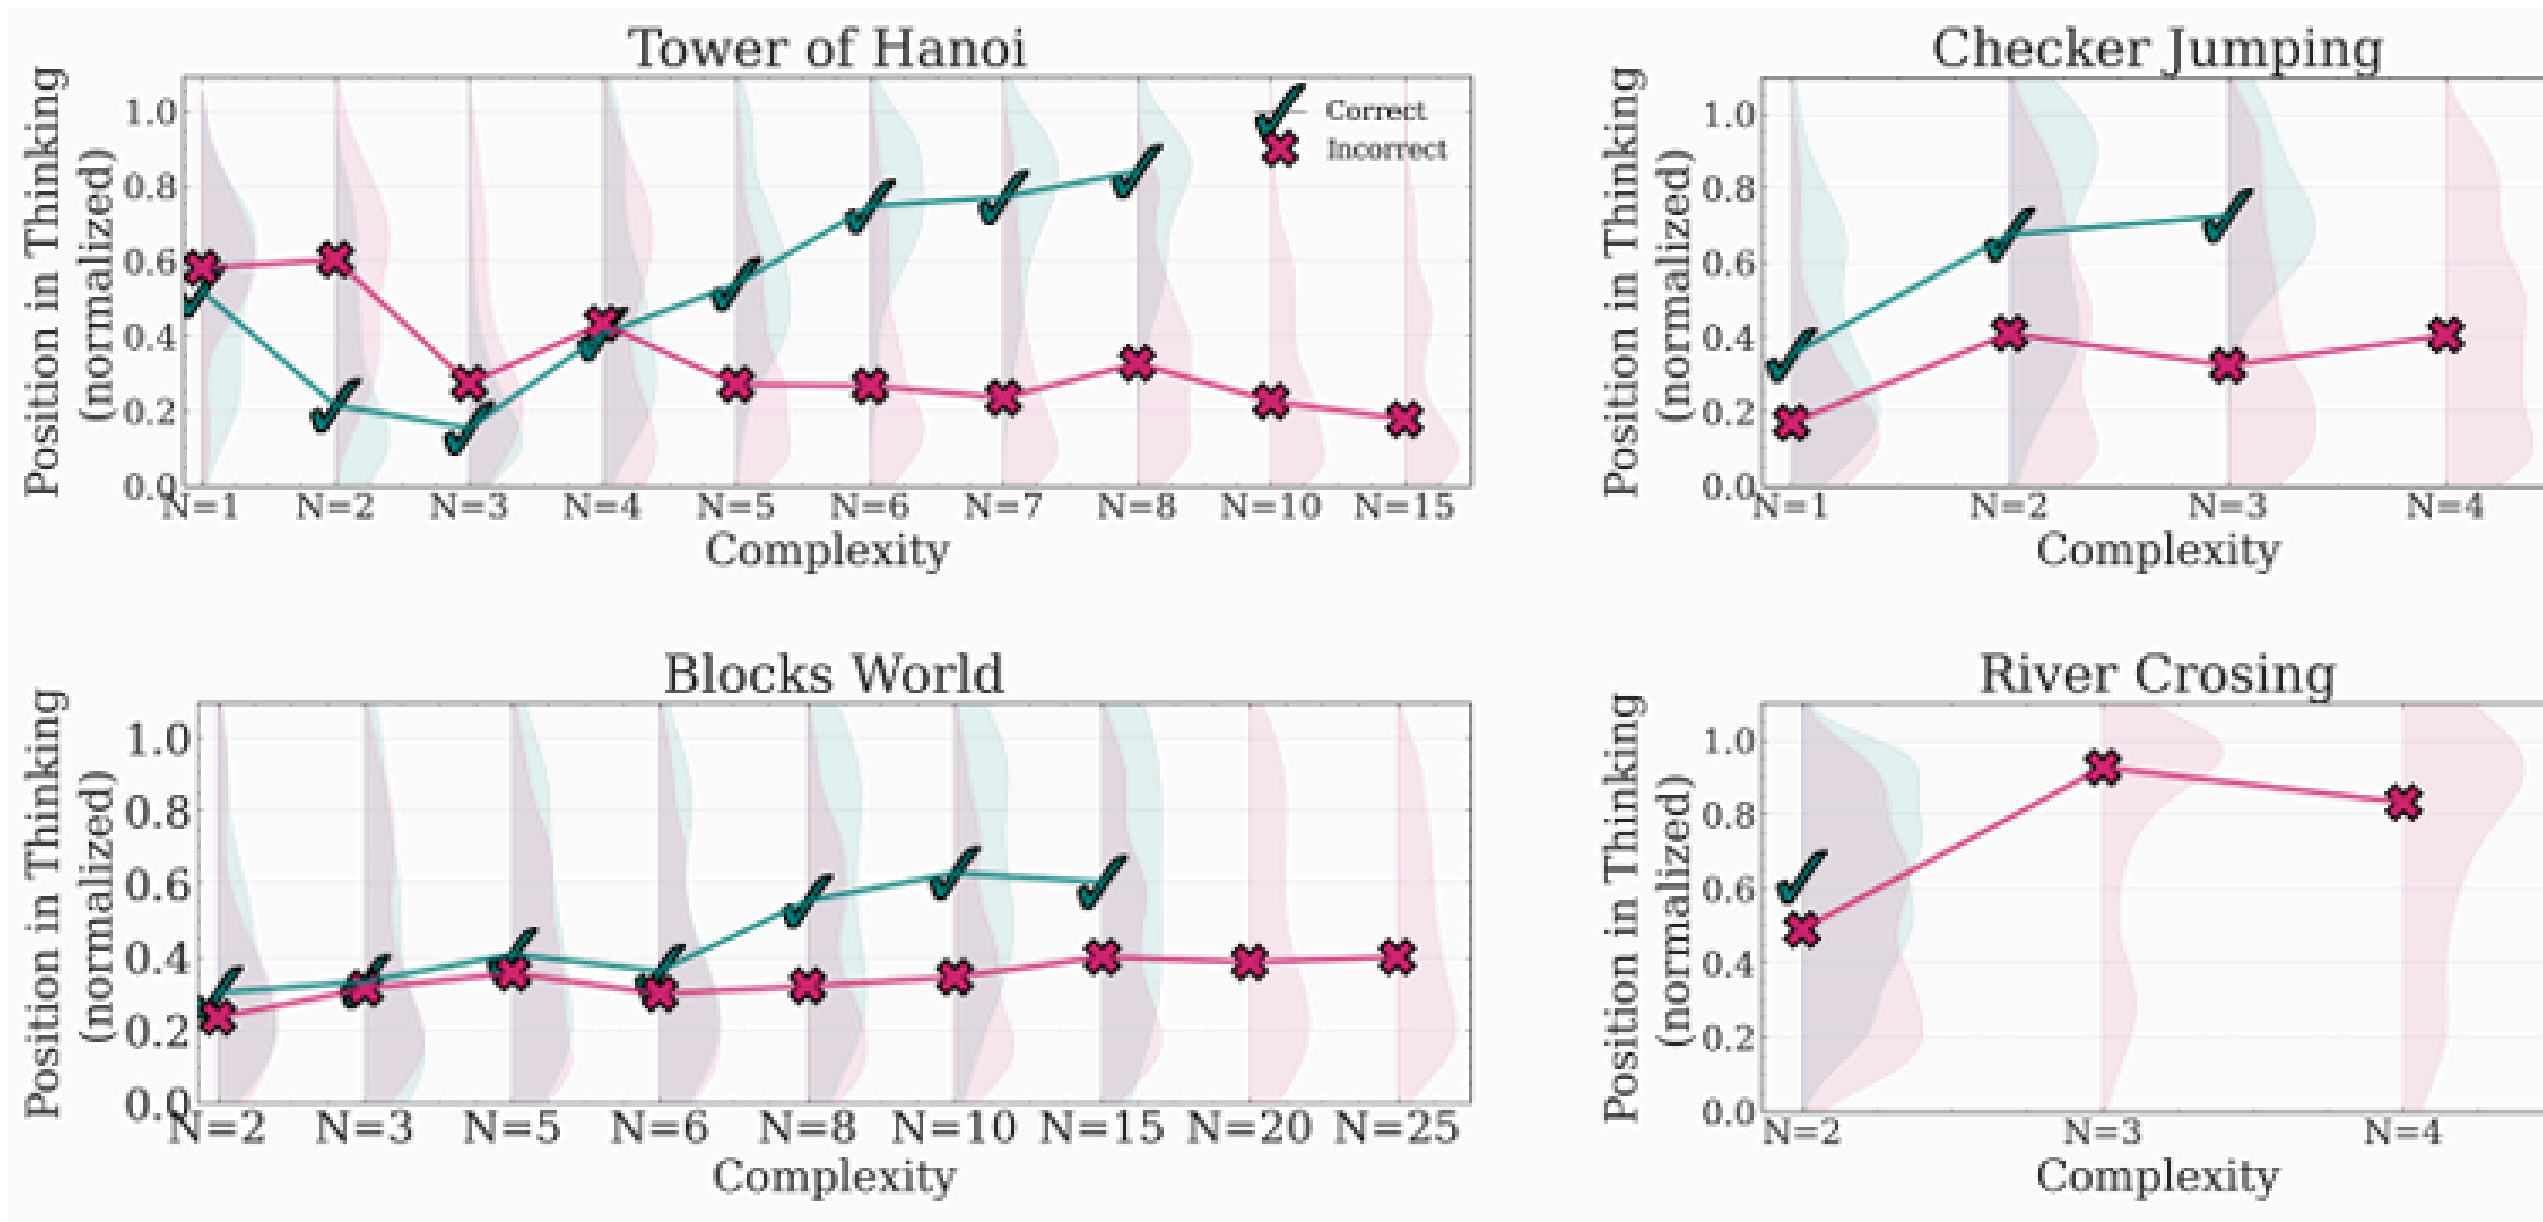 Tower of Hanoi
Position in Thinking
(normalized)
1.0
0.8
0.6
0.4
0.2
0.0
Correct
Incorrect
N=1 N=2 N=3 N=4 N=5 N=6 N=7 N=8 N=10 N=15
Complexity
Checker Jumping
Position in Thinking
(normalized)
1.0
0.8
0.6
0.4
0.2
0.0
N=1 N=2 N=3 N=4
Complexity
Blocks World
Position in Thinking
(normalized)
1.0
0.8
0.6
0.4
0.2
0.0
N=2 N=3 N=5 N=6 N=8 N=10 N=15 N=20 N=25
Complexity
River Crosing
Position in Thinking
(normalized)
1.0
0.8
0.6
0.4
0.2
0.0
N=2 N=3 N=4
Complexity